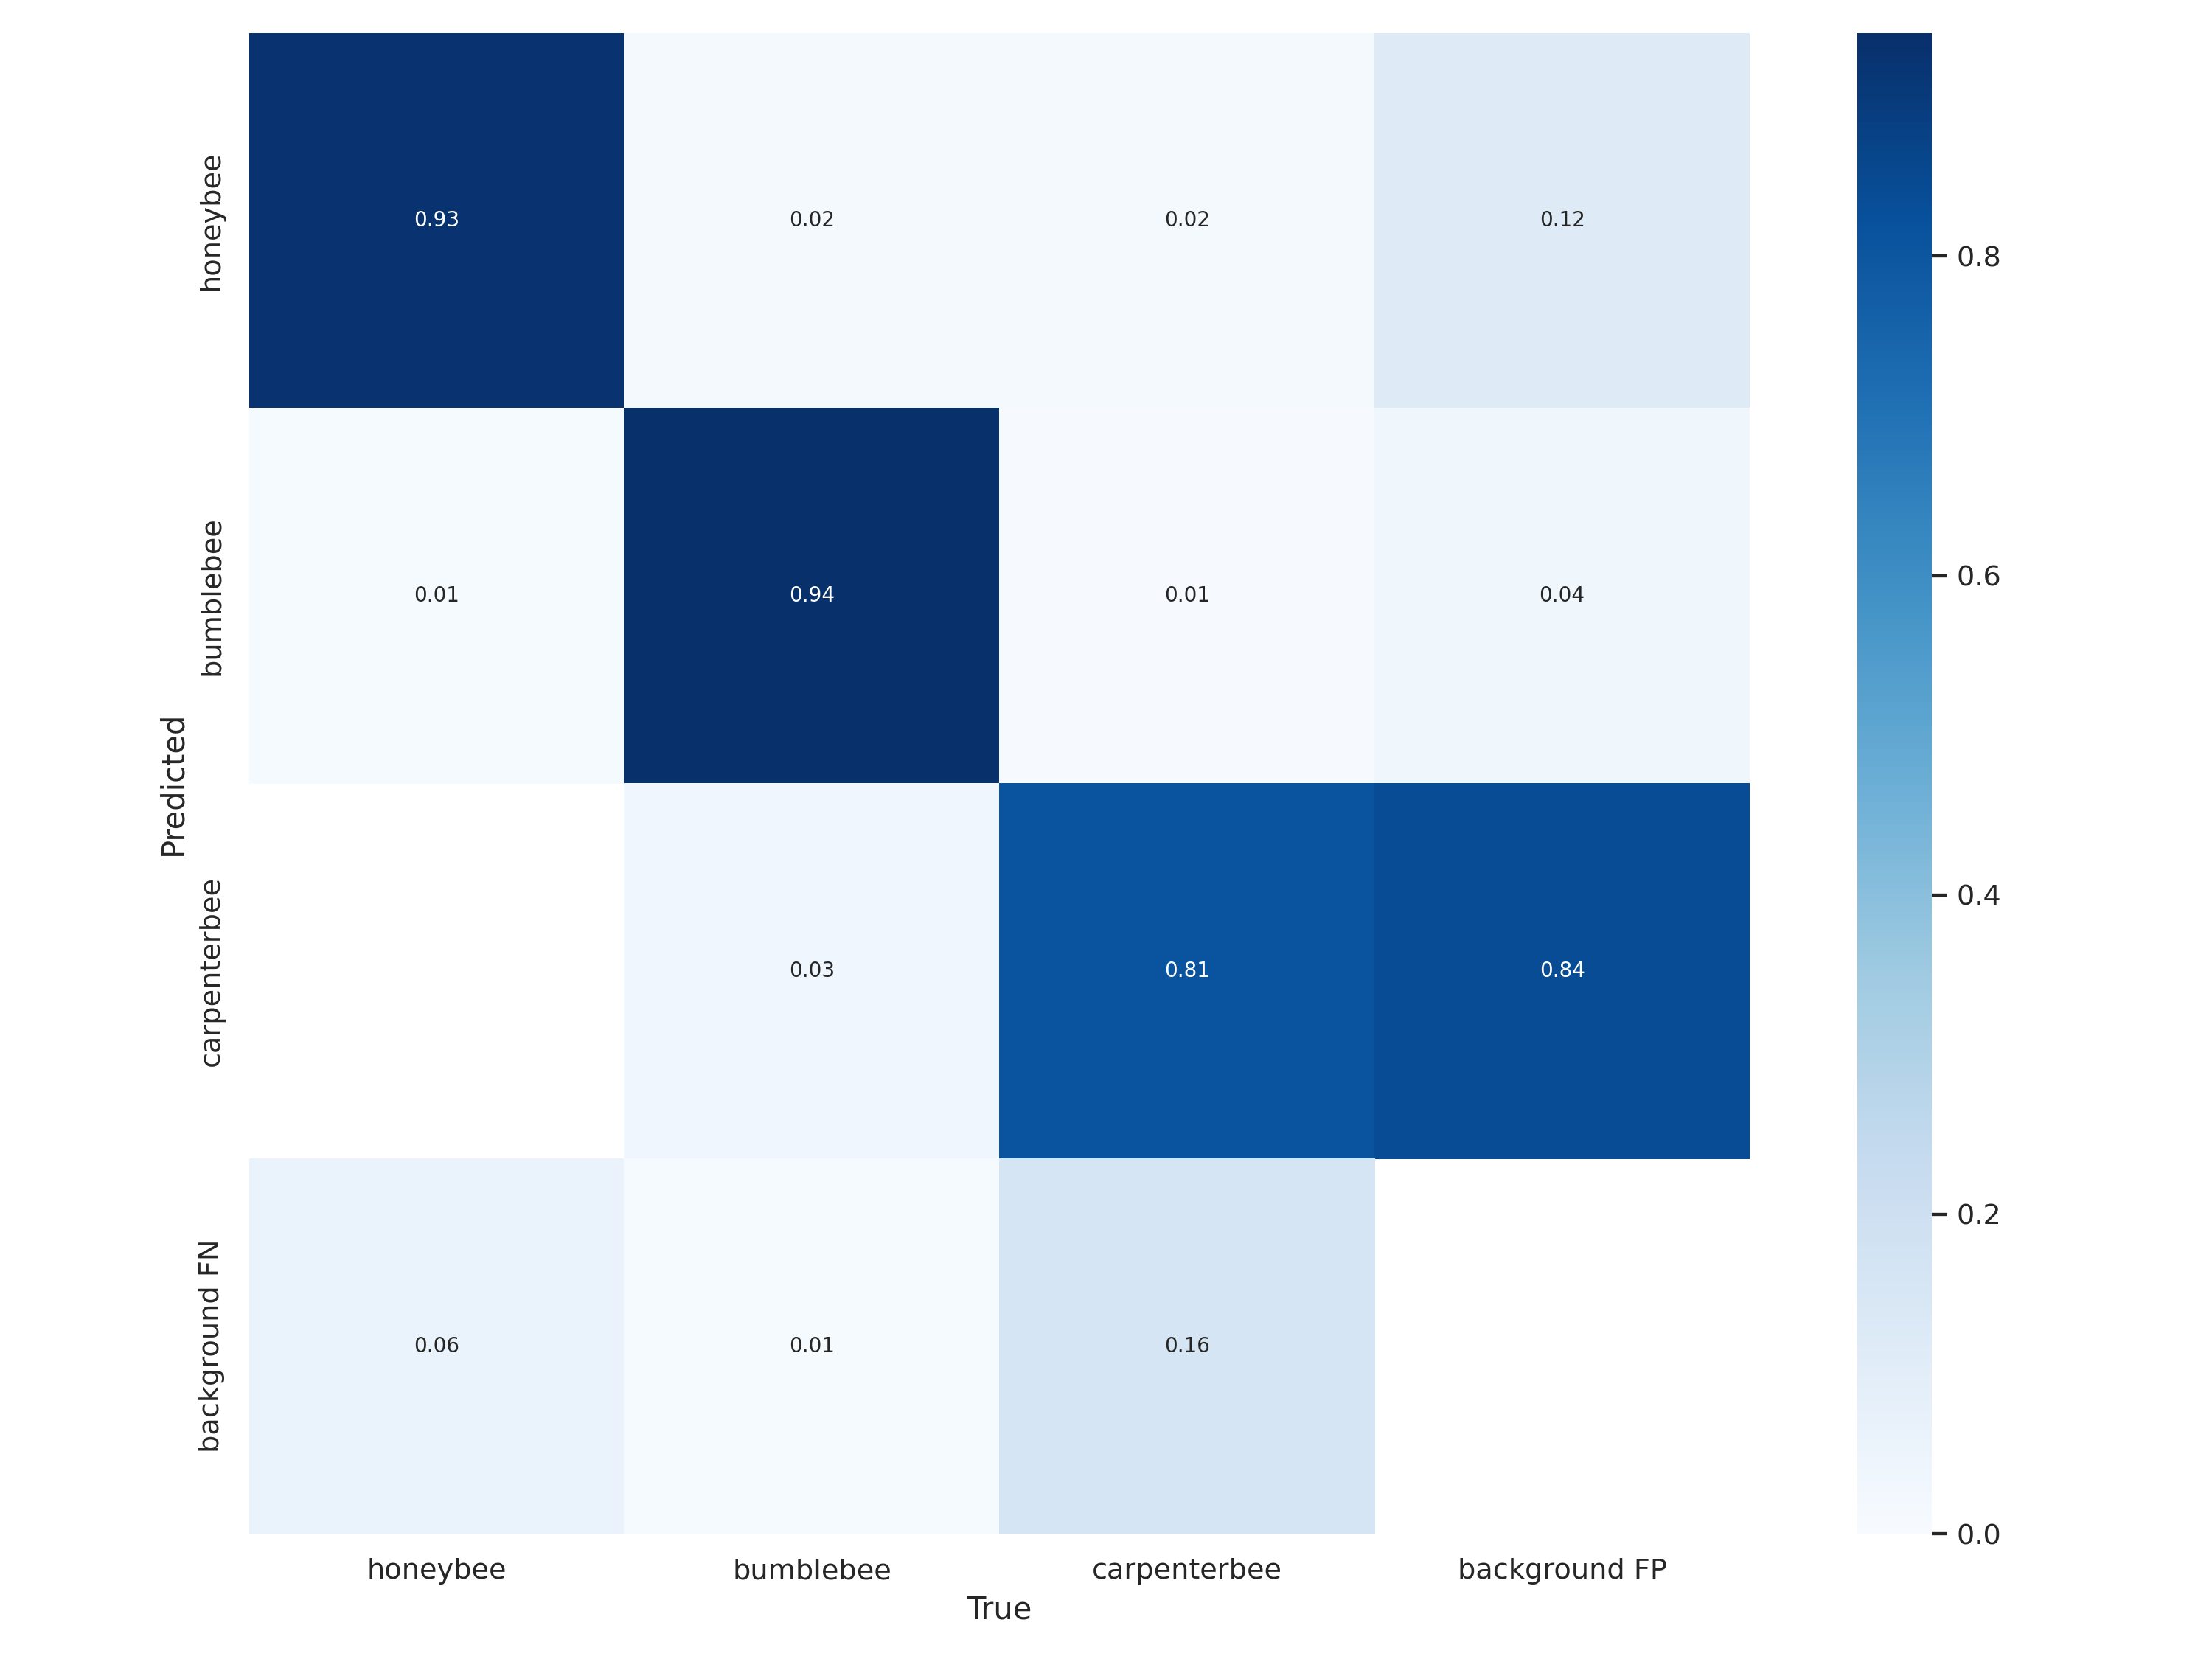 honeybee
0.93
0.02
0.02
0.12
bumblebee
0.01
0.94
0.01
0.04
carpenterbee
0.03
0.81
0.84
background FN
0.06
0.01
0.16
Predicted
honeybee
bumblebee
carpenterbee
background FP
True
0.8
0.6
0.4
0.2
0.0